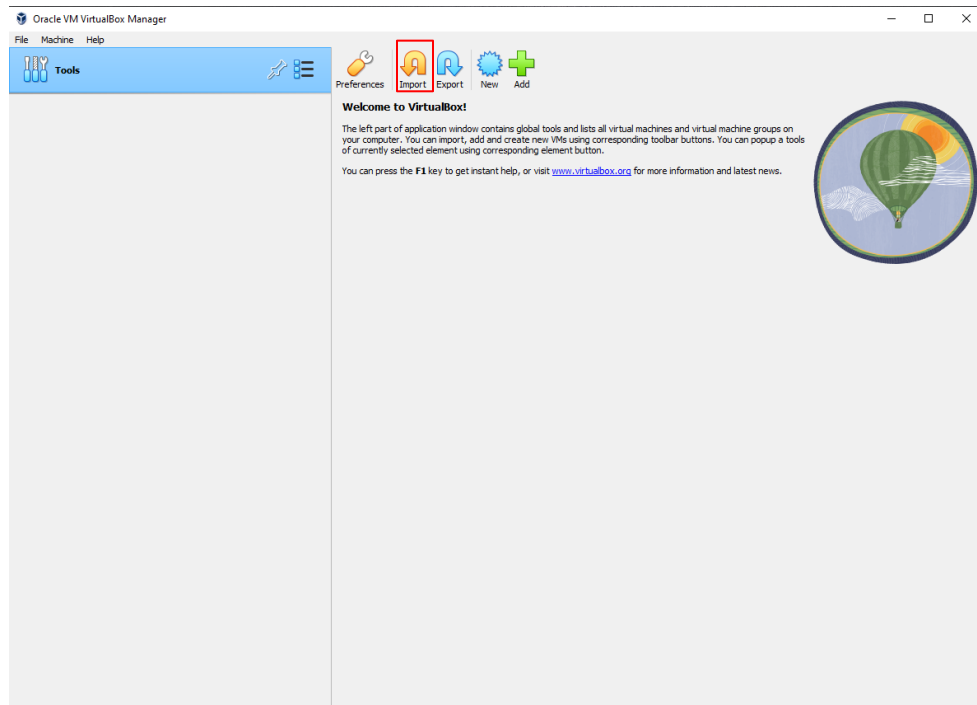 Oracle VM VirtualBox Manager
File Machine Help
Tools
Preferences Import Export New Add
Welcome to VirtualBox!
The left part of application window contains global tools and lists all virtual machines and virtual machine groups on
your computer. You can import, add and create new VMs using corresponding toolbar buttons. You can popup a tools
of currently selected element using corresponding element button.
You can press the F1 key to get instant help, or visit www.virtualbox.org for more information and latest news.